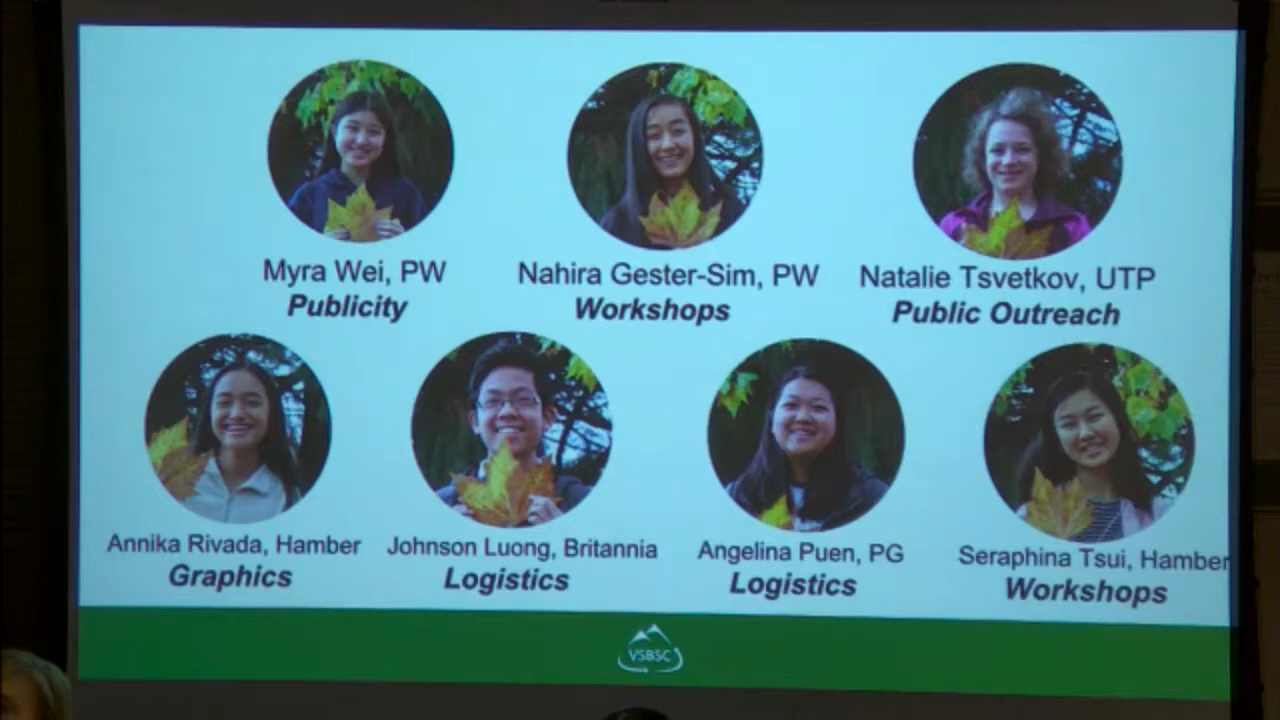 Myra Wei, PW
Publicity
Nahira Gester-Sim, PW
Workshops
Natalie Tsvetkov, UTP
Public Outreach
Annika Rivada, Hamber
Graphics
Johnson Luong, Britannia
Logistics
Angelina Puen, PG
Logistics
Seraphina Tsui, Hamber
Workshops
VSBSC